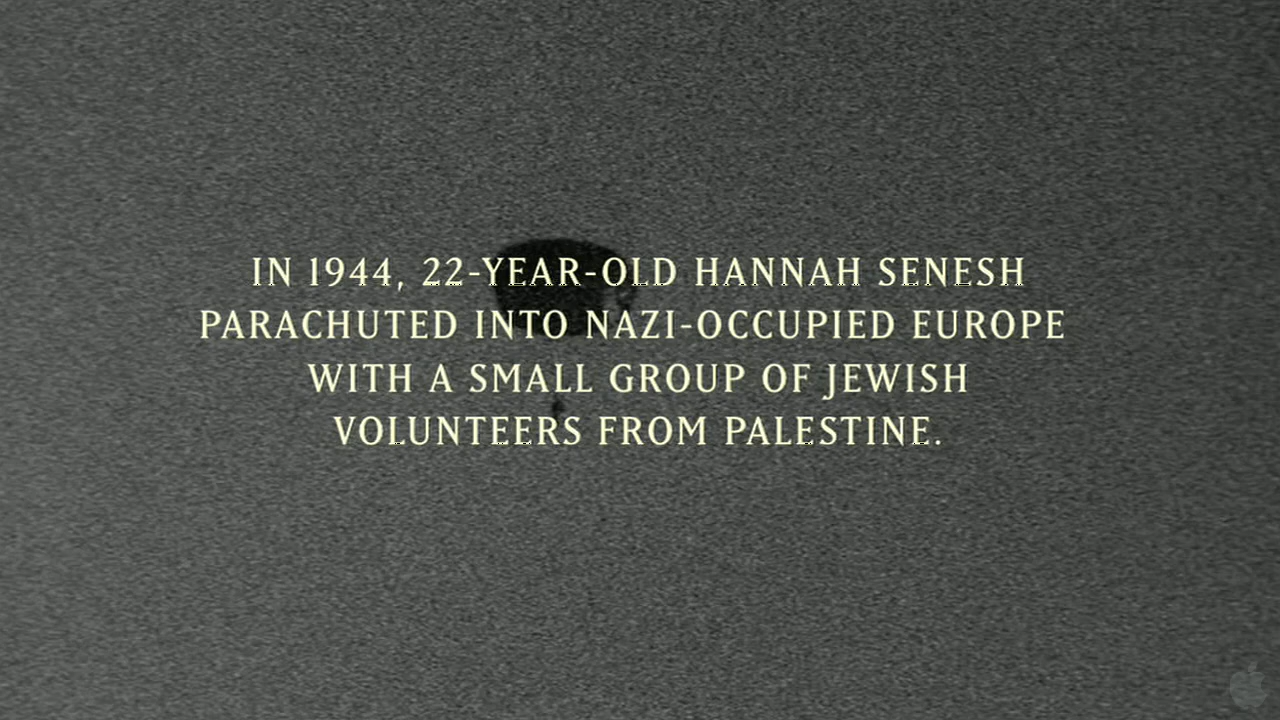 IN 1944, 22-YEAR-OLD HANNAH SENESH
PARACHUTED INTO NAZI-OCCUPIED EUROPE
WITH A SMALL GROUP OF JEWISH
VOLUNTEERS FROM PALESTINE.